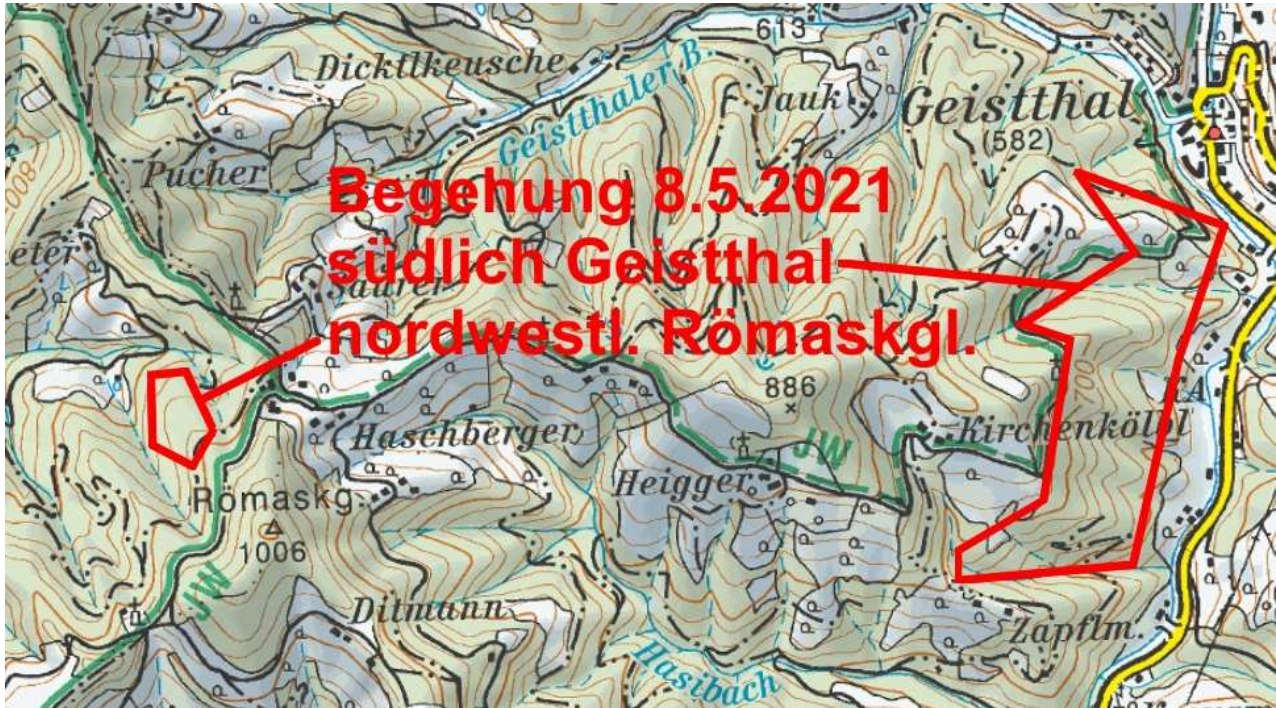 613
Dicktlkeusche
Jauk
Geistthal
(582)
Geistthaler B.
Pucher
Begehung 8.5.2021
südlich Geistthal
nordwestl. Römaskgl.
886
Haschberger
JW
Kirchenkölbl
Heigger
700
Römaskg.
1006
JW
Ditmann
Zapflm.
Hasibach